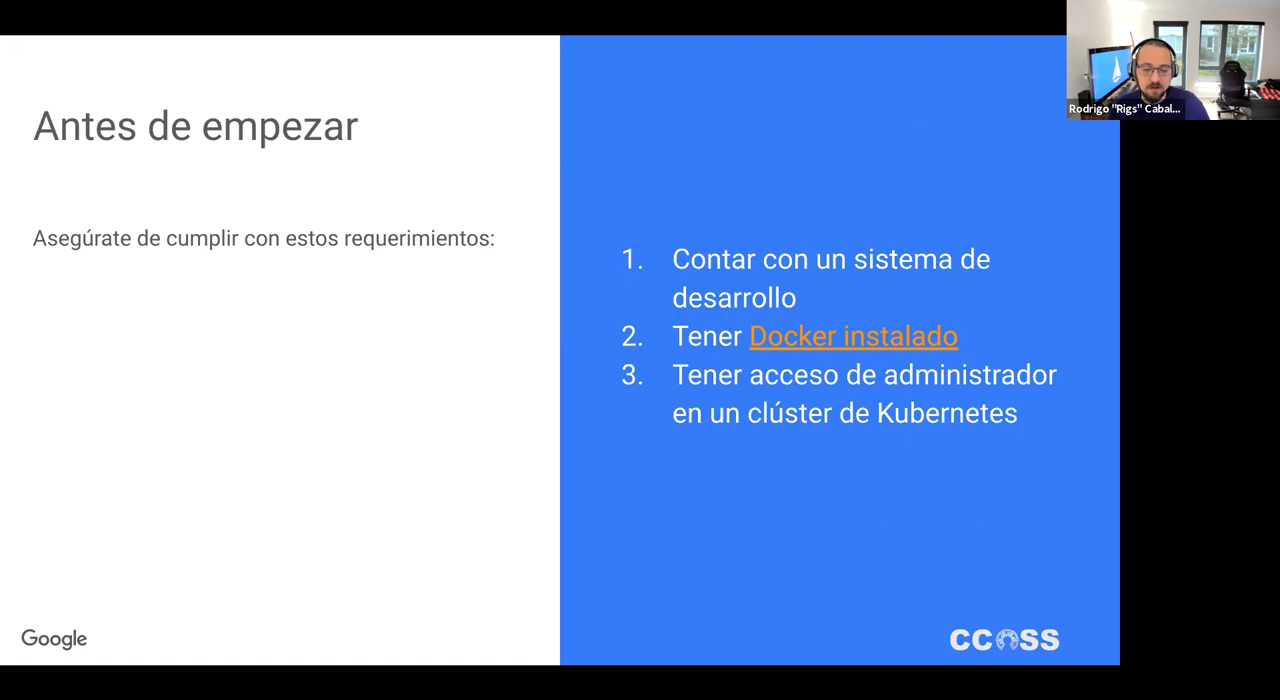 Antes de empezar
Asegúrate de cumplir con estos requerimientos:
1. Contar con un sistema de
desarrollo
2. Tener Docker instalado
3. Tener acceso de administrador
en un clúster de Kubernetes
Google
CCOSS
Rodrigo "Rigs" Cabal...